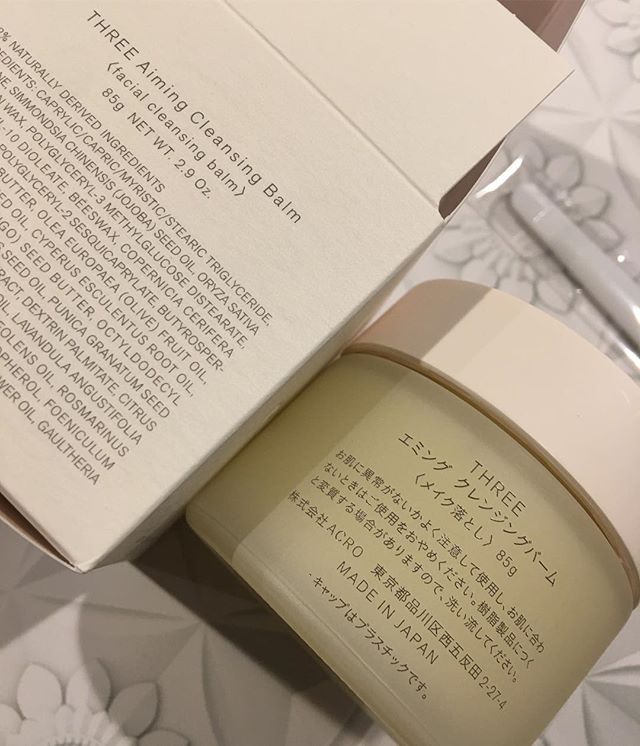 THREE Aiming Cleansing Balm
〈facial cleansing balm〉
85g NET WT. 2.9 Oz.
2% NATURALLY DERIVED INGREDIENTS
CAPRYLIC/CAPRIC/MYRISTIC/STEARIC TRIGLYCERIDE,
SIMMONDSIA CHINENSIS (JOJOBA) SEED OIL, ORYZA SATIVA
WAX, POLYGLYCERYL-3 METHYLGLUCOSE DISTEARATE,
-10 DIOLEATE, BEESWAX, COPERNICIA CERIFERA
POLYGLYCERYL-2 SESQUICAPRYLATE, BUTYROSPER-
BUTTER, OLEA EUROPAEA (OLIVE) FRUIT OIL,
CYPERUS ESCULENTUS ROOT OIL,
SEED BUTTER, OCTYLDODECYL
SEED OIL, PUNICA GRANATUM SEED
DEXTRIN PALMITATE, CITRUS
LAVANDULA ANGUSTIFOLIA
OIL, ROSMARINUS
FOENICULUM
OIL, GAULTHERIA
THREE
エミング クレンジングバーム
〈メイク落とし〉85g
お肌に異常がないかよく注意して使用し、お肌に合わ
ないときはご使用をおやめください。樹脂製品につく
と変質する場合がありますので、洗い流してください。
株式会社ACRO 東京都品川区西五反田2-27-4
MADE IN JAPAN
・キャップはプラスチックです。